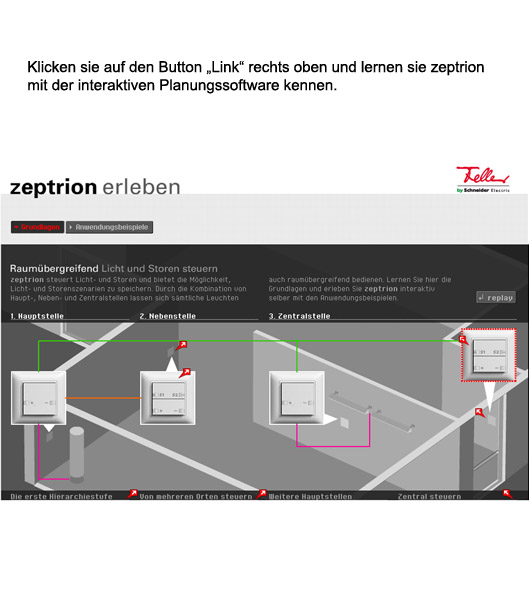 Klicken sie auf den Button „Link“ rechts oben und lernen sie zeptrion
mit der interaktiven Planungssoftware kennen.
Feller
by Schneider Electric
zeptrion erleben
Grundlagen
Anwendungsbeispiele
Raumübergreifend Licht und Storen steuern
zeptrion steuert Licht- und Storen und bietet die Möglichkeit,
Licht- und Storenszenarien zu speichern. Durch die Kombination von
Haupt-, Neben- und Zentralstellen lassen sich sämtliche Leuchten
auch raumübergreifend bedienen. Lernen Sie hier die
Grundlagen und erleben Sie zeptrion interaktiv
selber mit den Anwendungsbeispielen.
replay
1. Hauptstelle
2. Nebenstelle
3. Zentralstelle
Die erste Hierarchiestufe
Von mehreren Orten steuern
Weitere Hauptstellen
Zentral steuern